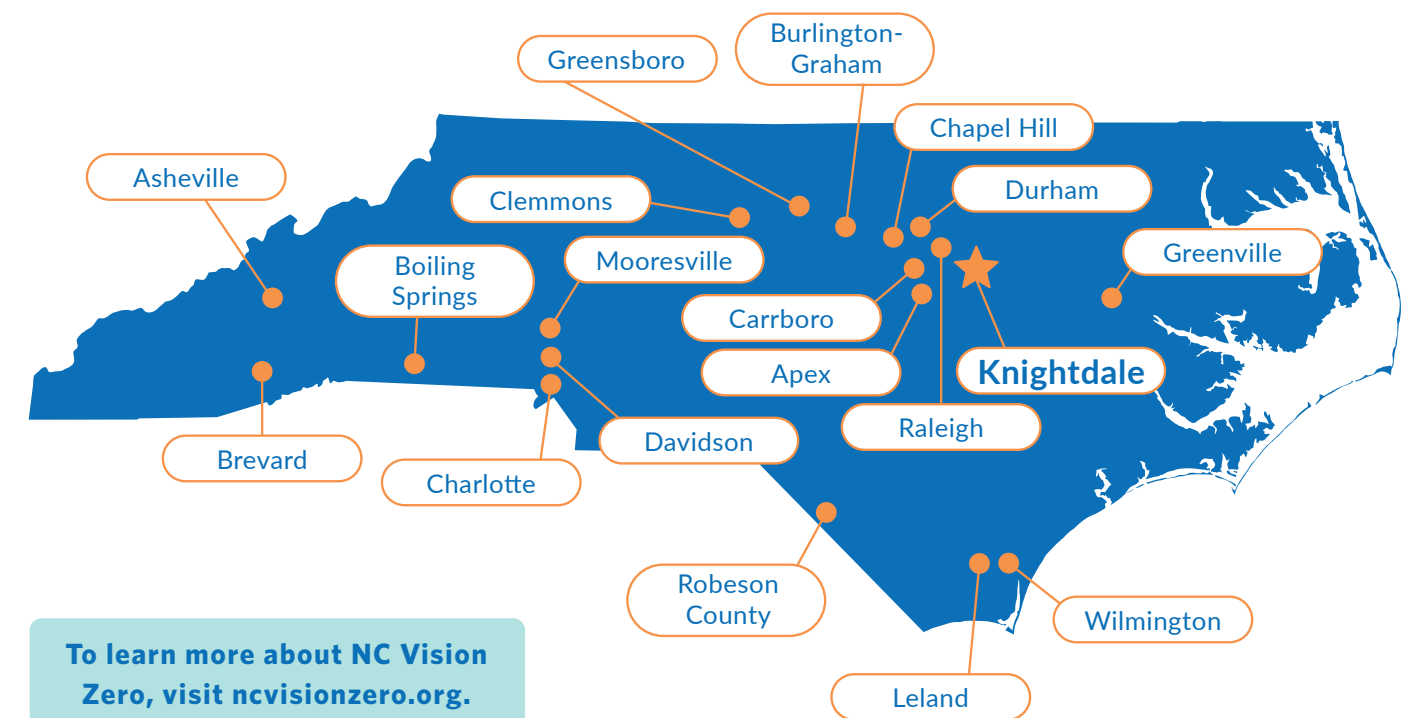 Burlington-
Graham
Greensboro
Chapel Hill
Asheville
Durham
Clemmons
Greenville
Mooresville
Boiling
Springs
Carrboro
Apex
Knightdale
Raleigh
Davidson
Brevard
Charlotte
Robeson
County
Wilmington
To learn more about NC Vision
Zero, visit ncvisionzero.org.
Leland